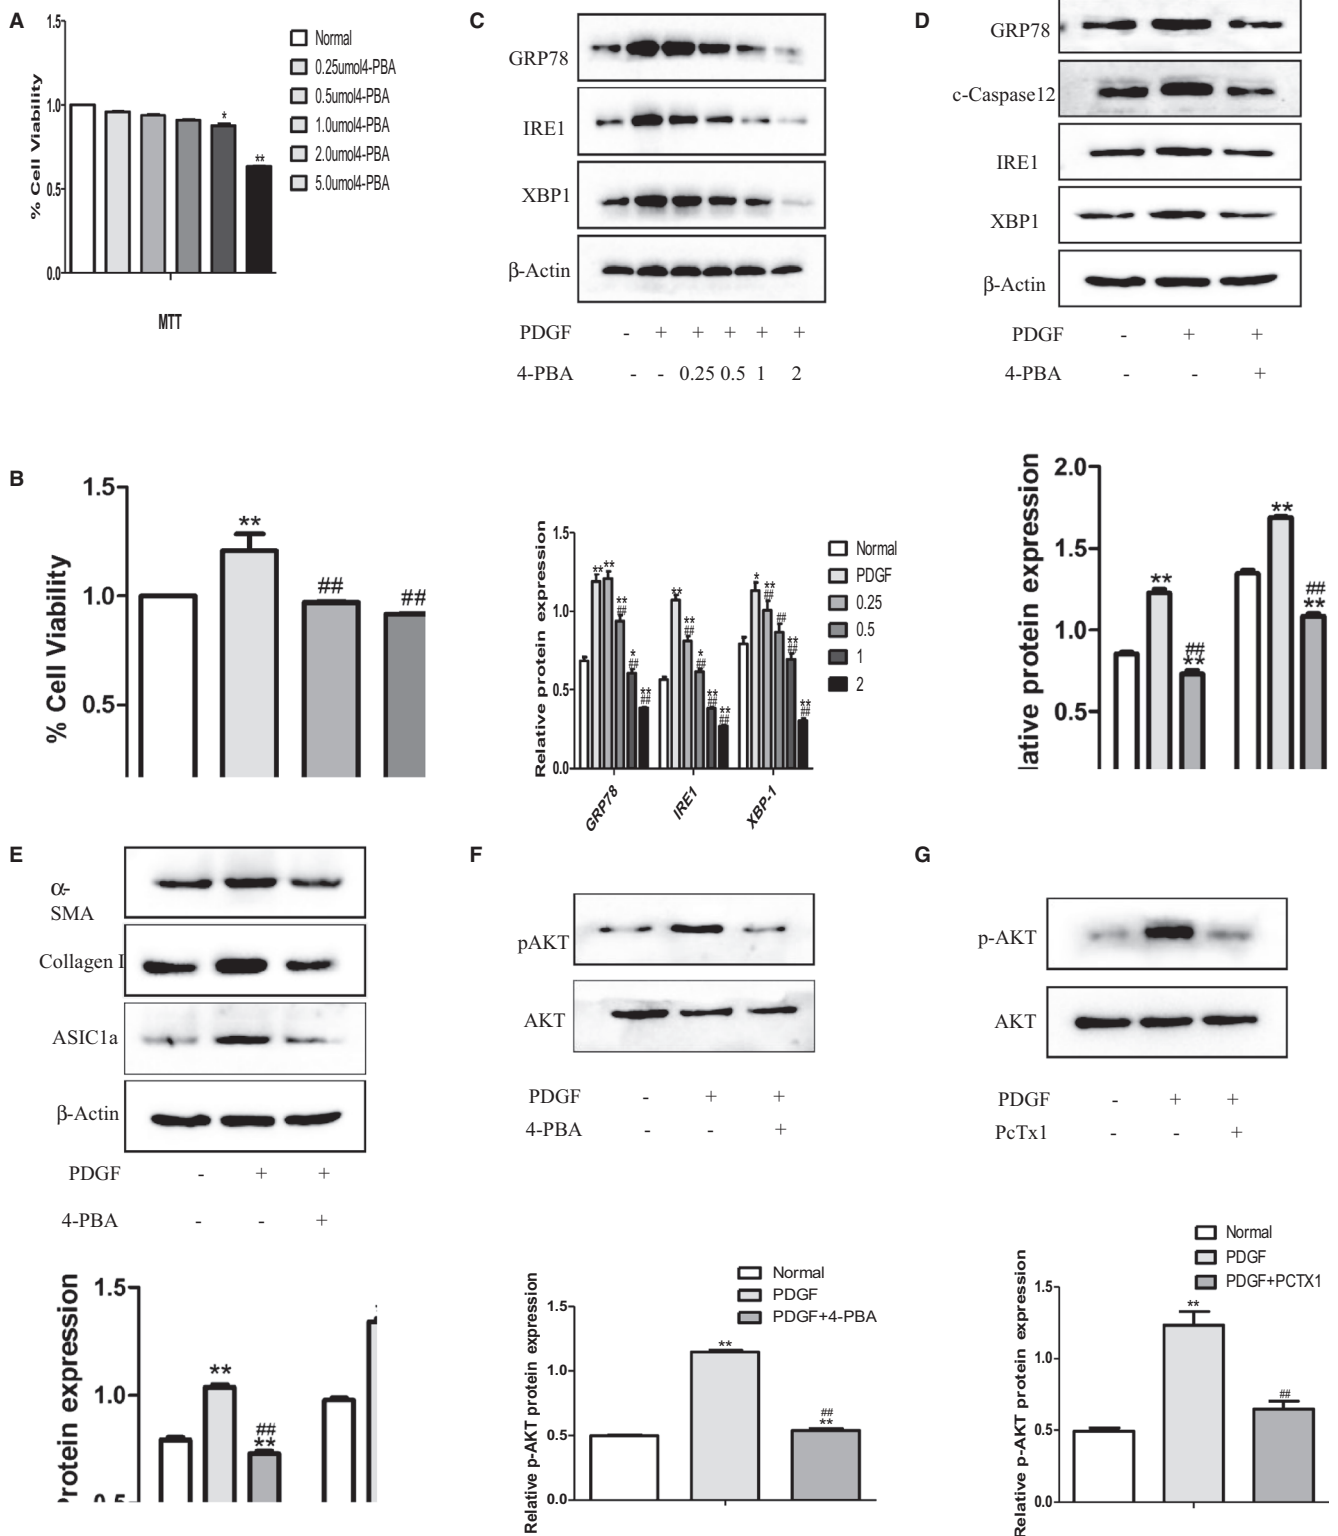 A
1.5
1.0
0.5
0.0
% Cell Viability
*
**
MTT
Normal
0.25umol4-PBA
0.5umol4-PBA
1.0umol4-PBA
2.0umol4-PBA
5.0umol4-PBA
C
GRP78
IRE1
XBP1
β-Actin
PDGF - + + + + +
4-PBA - - 0.25 0.5 1 2
D
GRP78
c-Caspase12
IRE1
XBP1
β-Actin
PDGF - + +
4-PBA - - +
B
1.5
1.0
0.5
% Cell Viability
**
##
##
Relative protein expression
1.5
1.0
0.5
0.0
** ** ** ## * ## ** ##
** ** ## * ## ** ## ** ##
* ** ## ## ** ## ** ##
GRP78 IRE1 XBP-1
Normal
PDGF
0.25
0.5
1
2
lative protein expression
2.0
1.5
1.0
0.5
**
##
**
**
##
**
E
α-
SMA
Collagen I
ASIC1a
β-Actin
PDGF - + +
4-PBA - - +
Protein expression
1.5
1.0
0.5
**
##
**
F
pAKT
AKT
PDGF - + +
4-PBA - - +
Normal
PDGF
PDGF+4-PBA
Relative p-AKT protein expression
1.5
1.0
0.5
0.0
**
##
**
G
p-AKT
AKT
PDGF - + +
PcTx1 - - +
Normal
PDGF
PDGF+PCTX1
Relative p-AKT protein expression
1.5
1.0
0.5
0.0
**
##